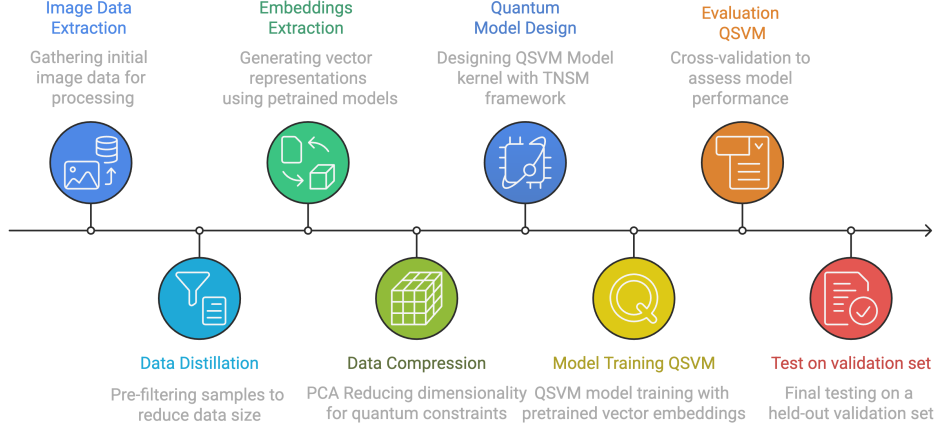 Image Data
Extraction
Gathering initial
image data for
processing
Embeddings
Extraction
Generating vector
representations
using petrained models
Quantum
Model Design
Designing QSVM Model
kernel with TNSM
framework
Evaluation
QSVM
Cross-validation to
assess model
performance
Data Distillation
Pre-filtering samples to
reduce data size
Data Compression
PCA Reducing dimensionality
for quantum constraints
Model Training QSVM
QSVM model training with
pretrained vector embeddings
Test on validation set
Final testing on a
held-out validation set